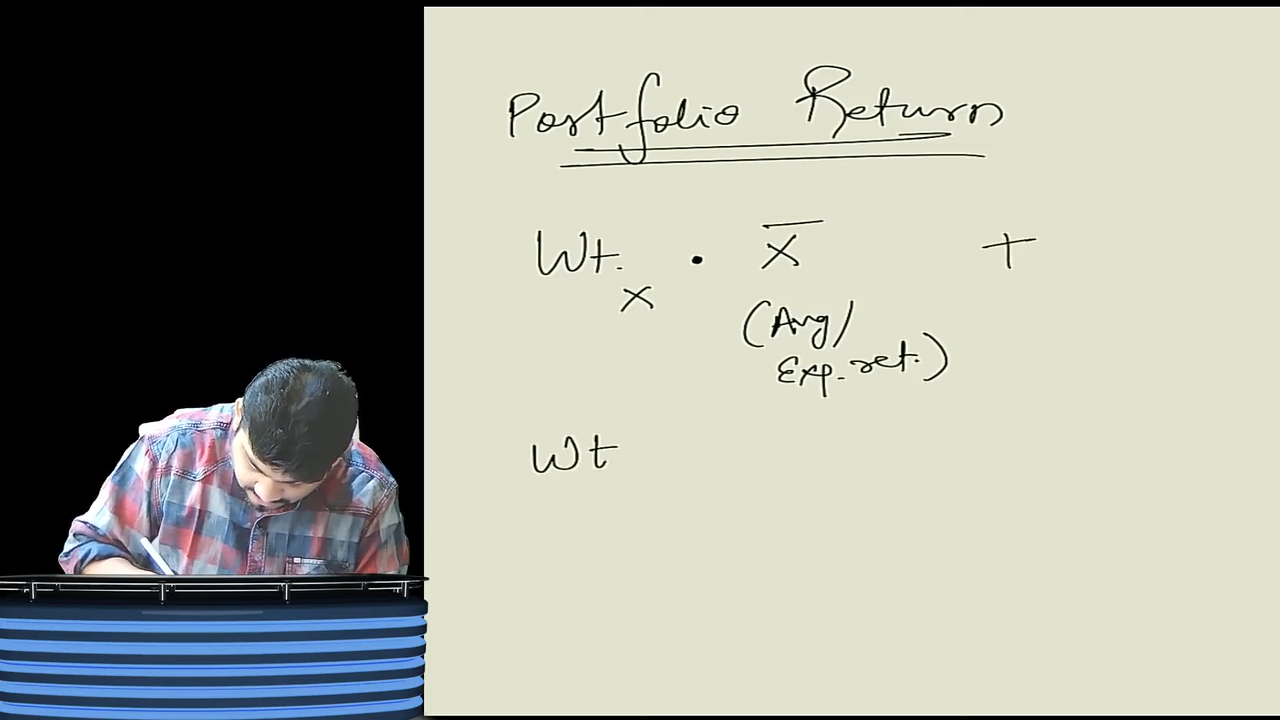 Portfolio Return
Wt. x . X̅ +
(Avg/
Exp. ret.)
Wt